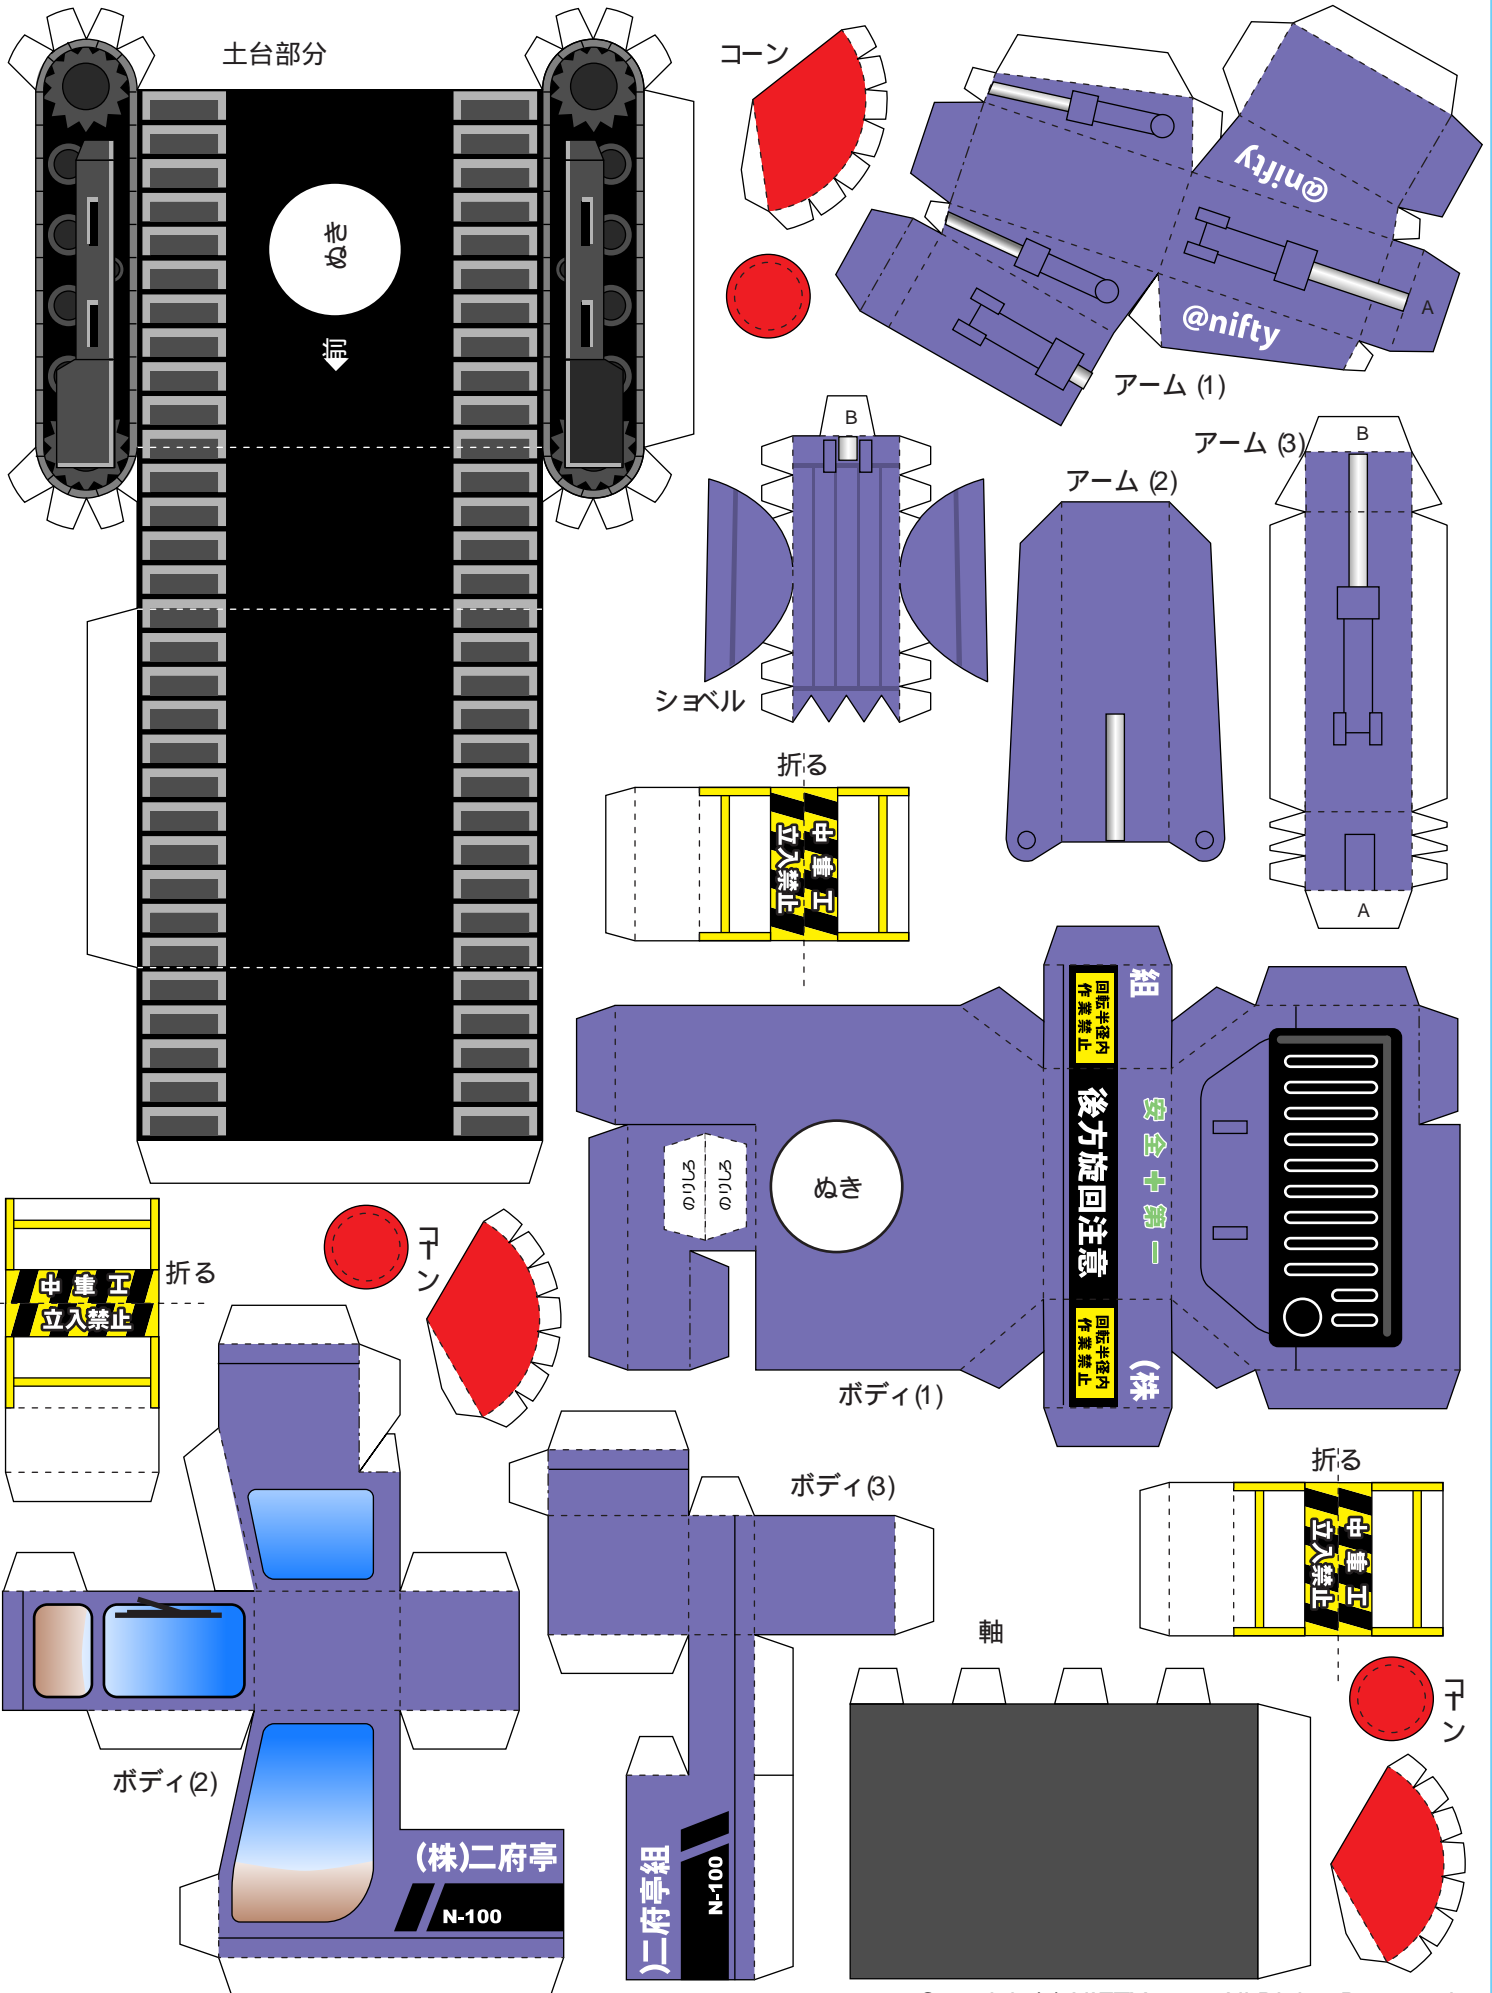 土台部分
コーン
ぬき
前
@nifty
@nifty
A
アーム (1)
B
アーム (3)
B
アーム (2)
ショベル
折る
工事中
立入禁止
A
組
回転半径内
作業禁止
安全+第一
後方旋回注意
のりしろ
のりしろ
ぬき
回転半径内
作業禁止
(株
ボディ(1)
コーン
折る
工事中
立入禁止
ボディ(3)
折る
工事中
立入禁止
軸
コーン
ボディ(2)
(株)二府亭
N-100
)二府亭組
N-100